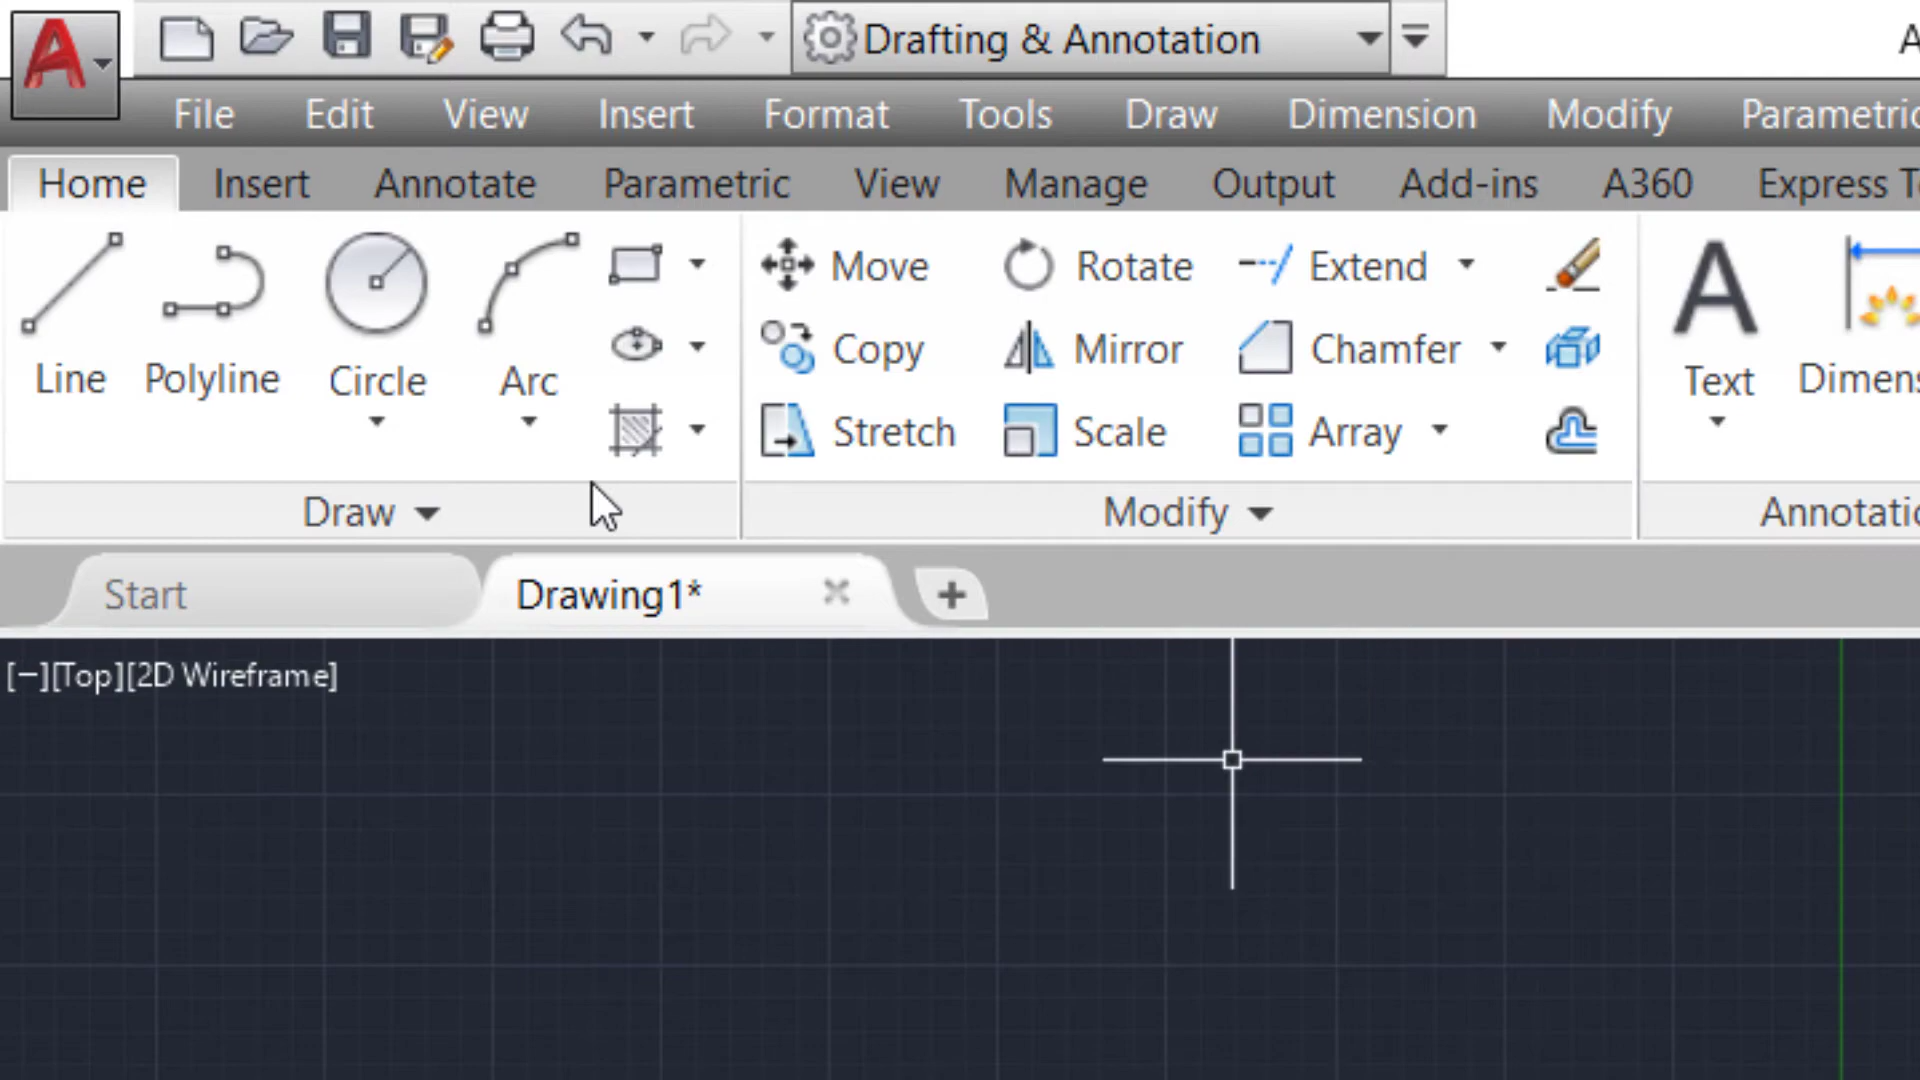 Drafting & Annotation
File Edit View Insert Format Tools Draw Dimension Modify Parametric
Home Insert Annotate Parametric View Manage Output Add-ins A360 Express
Line Polyline Circle Arc Move Rotate Extend Text
Copy Mirror Chamfer
Stretch Scale Array
Draw Modify
Start Drawing1*
[−][Top][2D Wireframe]